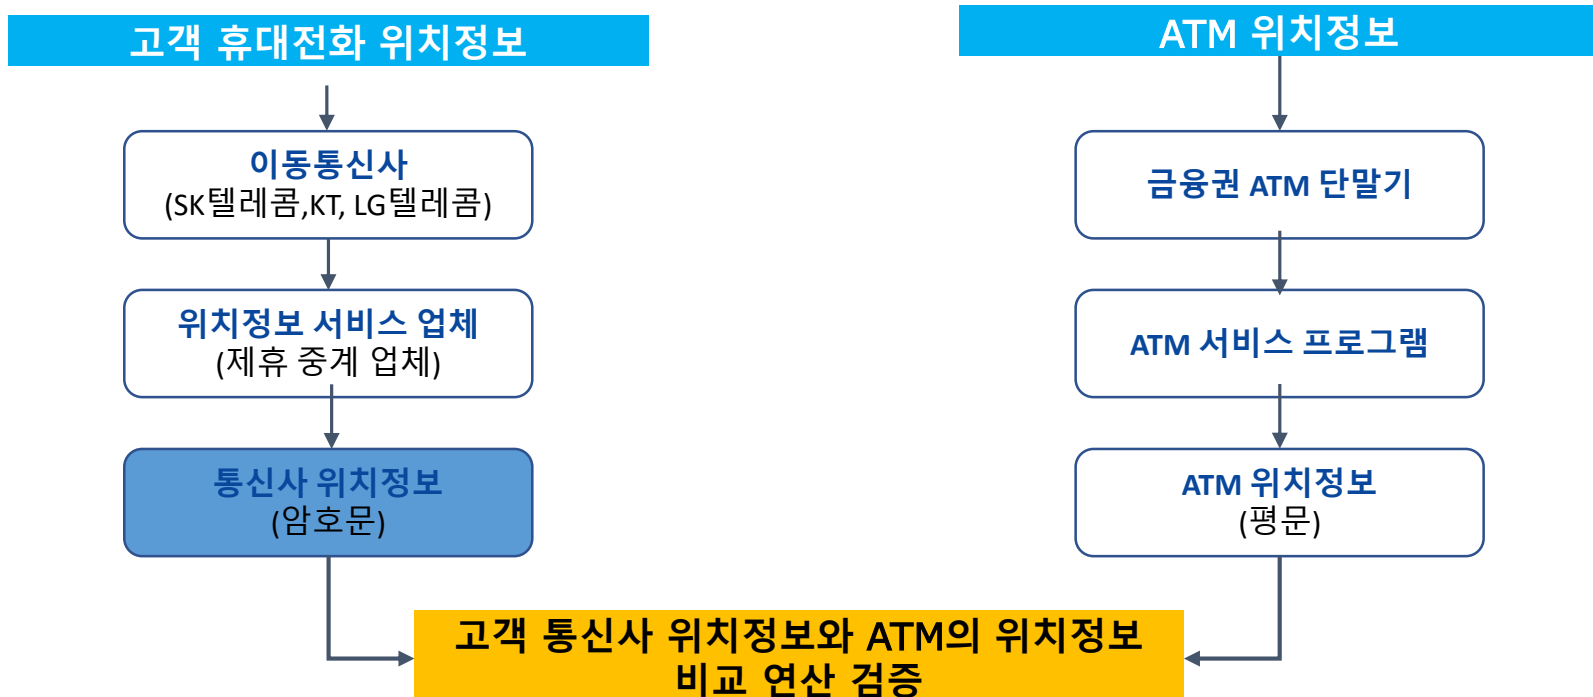 고객 휴대전화 위치정보
이동통신사
(SK텔레콤,KT, LG텔레콤)
위치정보 서비스 업체
(제휴 중계 업체)
통신사 위치정보
(암호문)
ATM 위치정보
금융권 ATM 단말기
ATM 서비스 프로그램
ATM 위치정보
(평문)
고객 통신사 위치정보와 ATM의 위치정보
비교 연산 검증